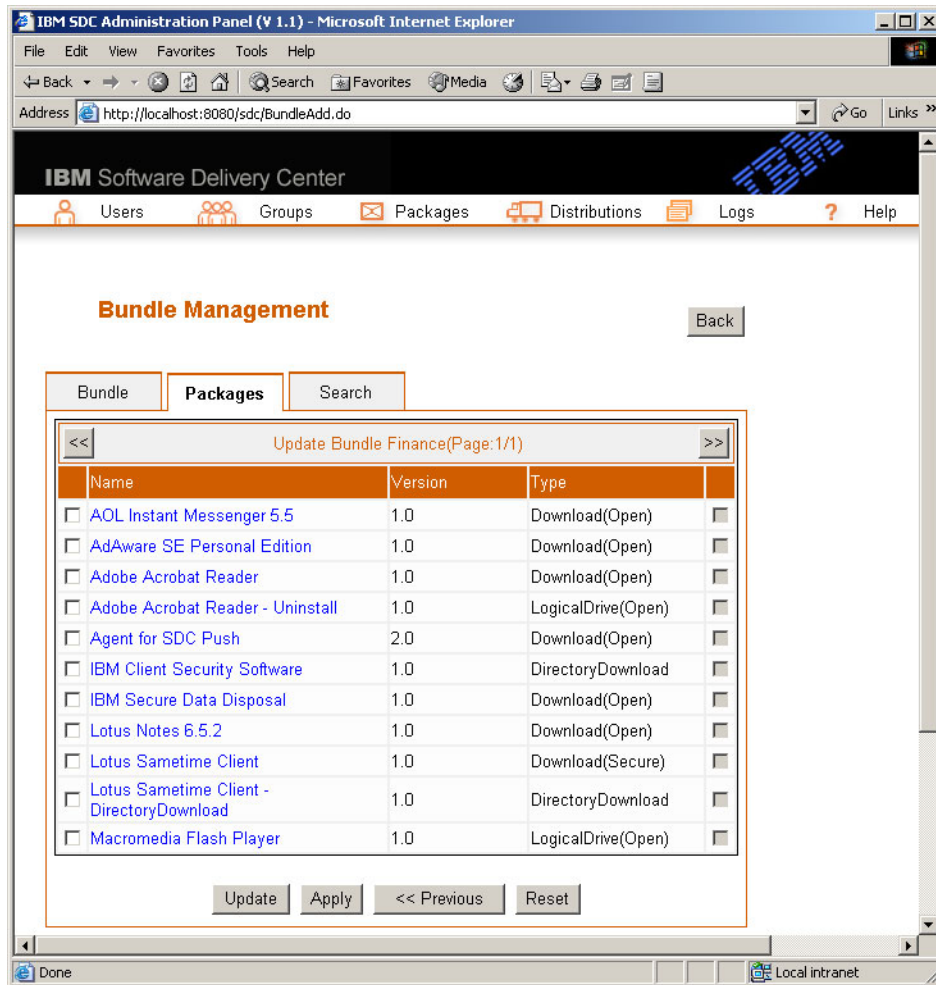 IBM SDC Administration Panel (V 1.1) - Microsoft Internet Explorer
File Edit View Favorites Tools Help
Back Search Favorites Media
Address http://localhost:8080/sdc/BundleAdd.do Go Links »
IBM Software Delivery Center IBM
Users Groups Packages Distributions Logs ? Help
Bundle Management
Back
Bundle Packages Search
<< Update Bundle Finance(Page:1/1) >>
Name Version Type
AOL Instant Messenger 5.5 1.0 Download(Open)
AdAware SE Personal Edition 1.0 Download(Open)
Adobe Acrobat Reader 1.0 Download(Open)
Adobe Acrobat Reader - Uninstall 1.0 LogicalDrive(Open)
Agent for SDC Push 2.0 Download(Open)
IBM Client Security Software 1.0 DirectoryDownload
IBM Secure Data Disposal 1.0 Download(Open)
Lotus Notes 6.5.2 1.0 Download(Open)
Lotus Sametime Client 1.0 Download(Secure)
Lotus Sametime Client -
DirectoryDownload 1.0 DirectoryDownload
Macromedia Flash Player 1.0 LogicalDrive(Open)
Update Apply << Previous Reset
Done Local intranet